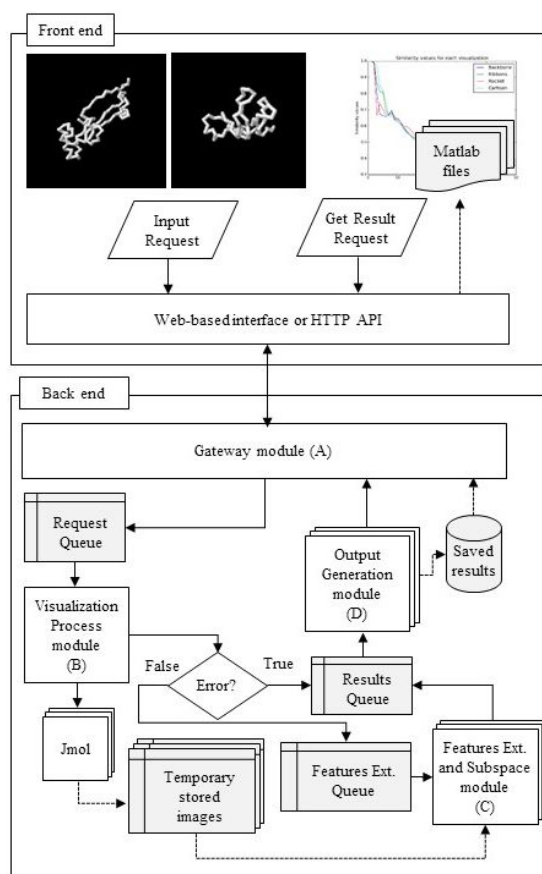 Front end
Similarity values for each visualization
Backbone
Ribbons
Rocket
Cartoon
Similarity values
Matlab
files
Input
Request
Get Result
Request
Web-based interface or HTTP API
Back end
Gateway module (A)
Request
Queue
Output
Generation
module
(D)
Saved
results
Visualization
Process
module
(B)
False
True
Error?
Results
Queue
Jmol
Temporary
stored
images
Features Ext.
Queue
Features Ext.
and Subspace
module
(C)